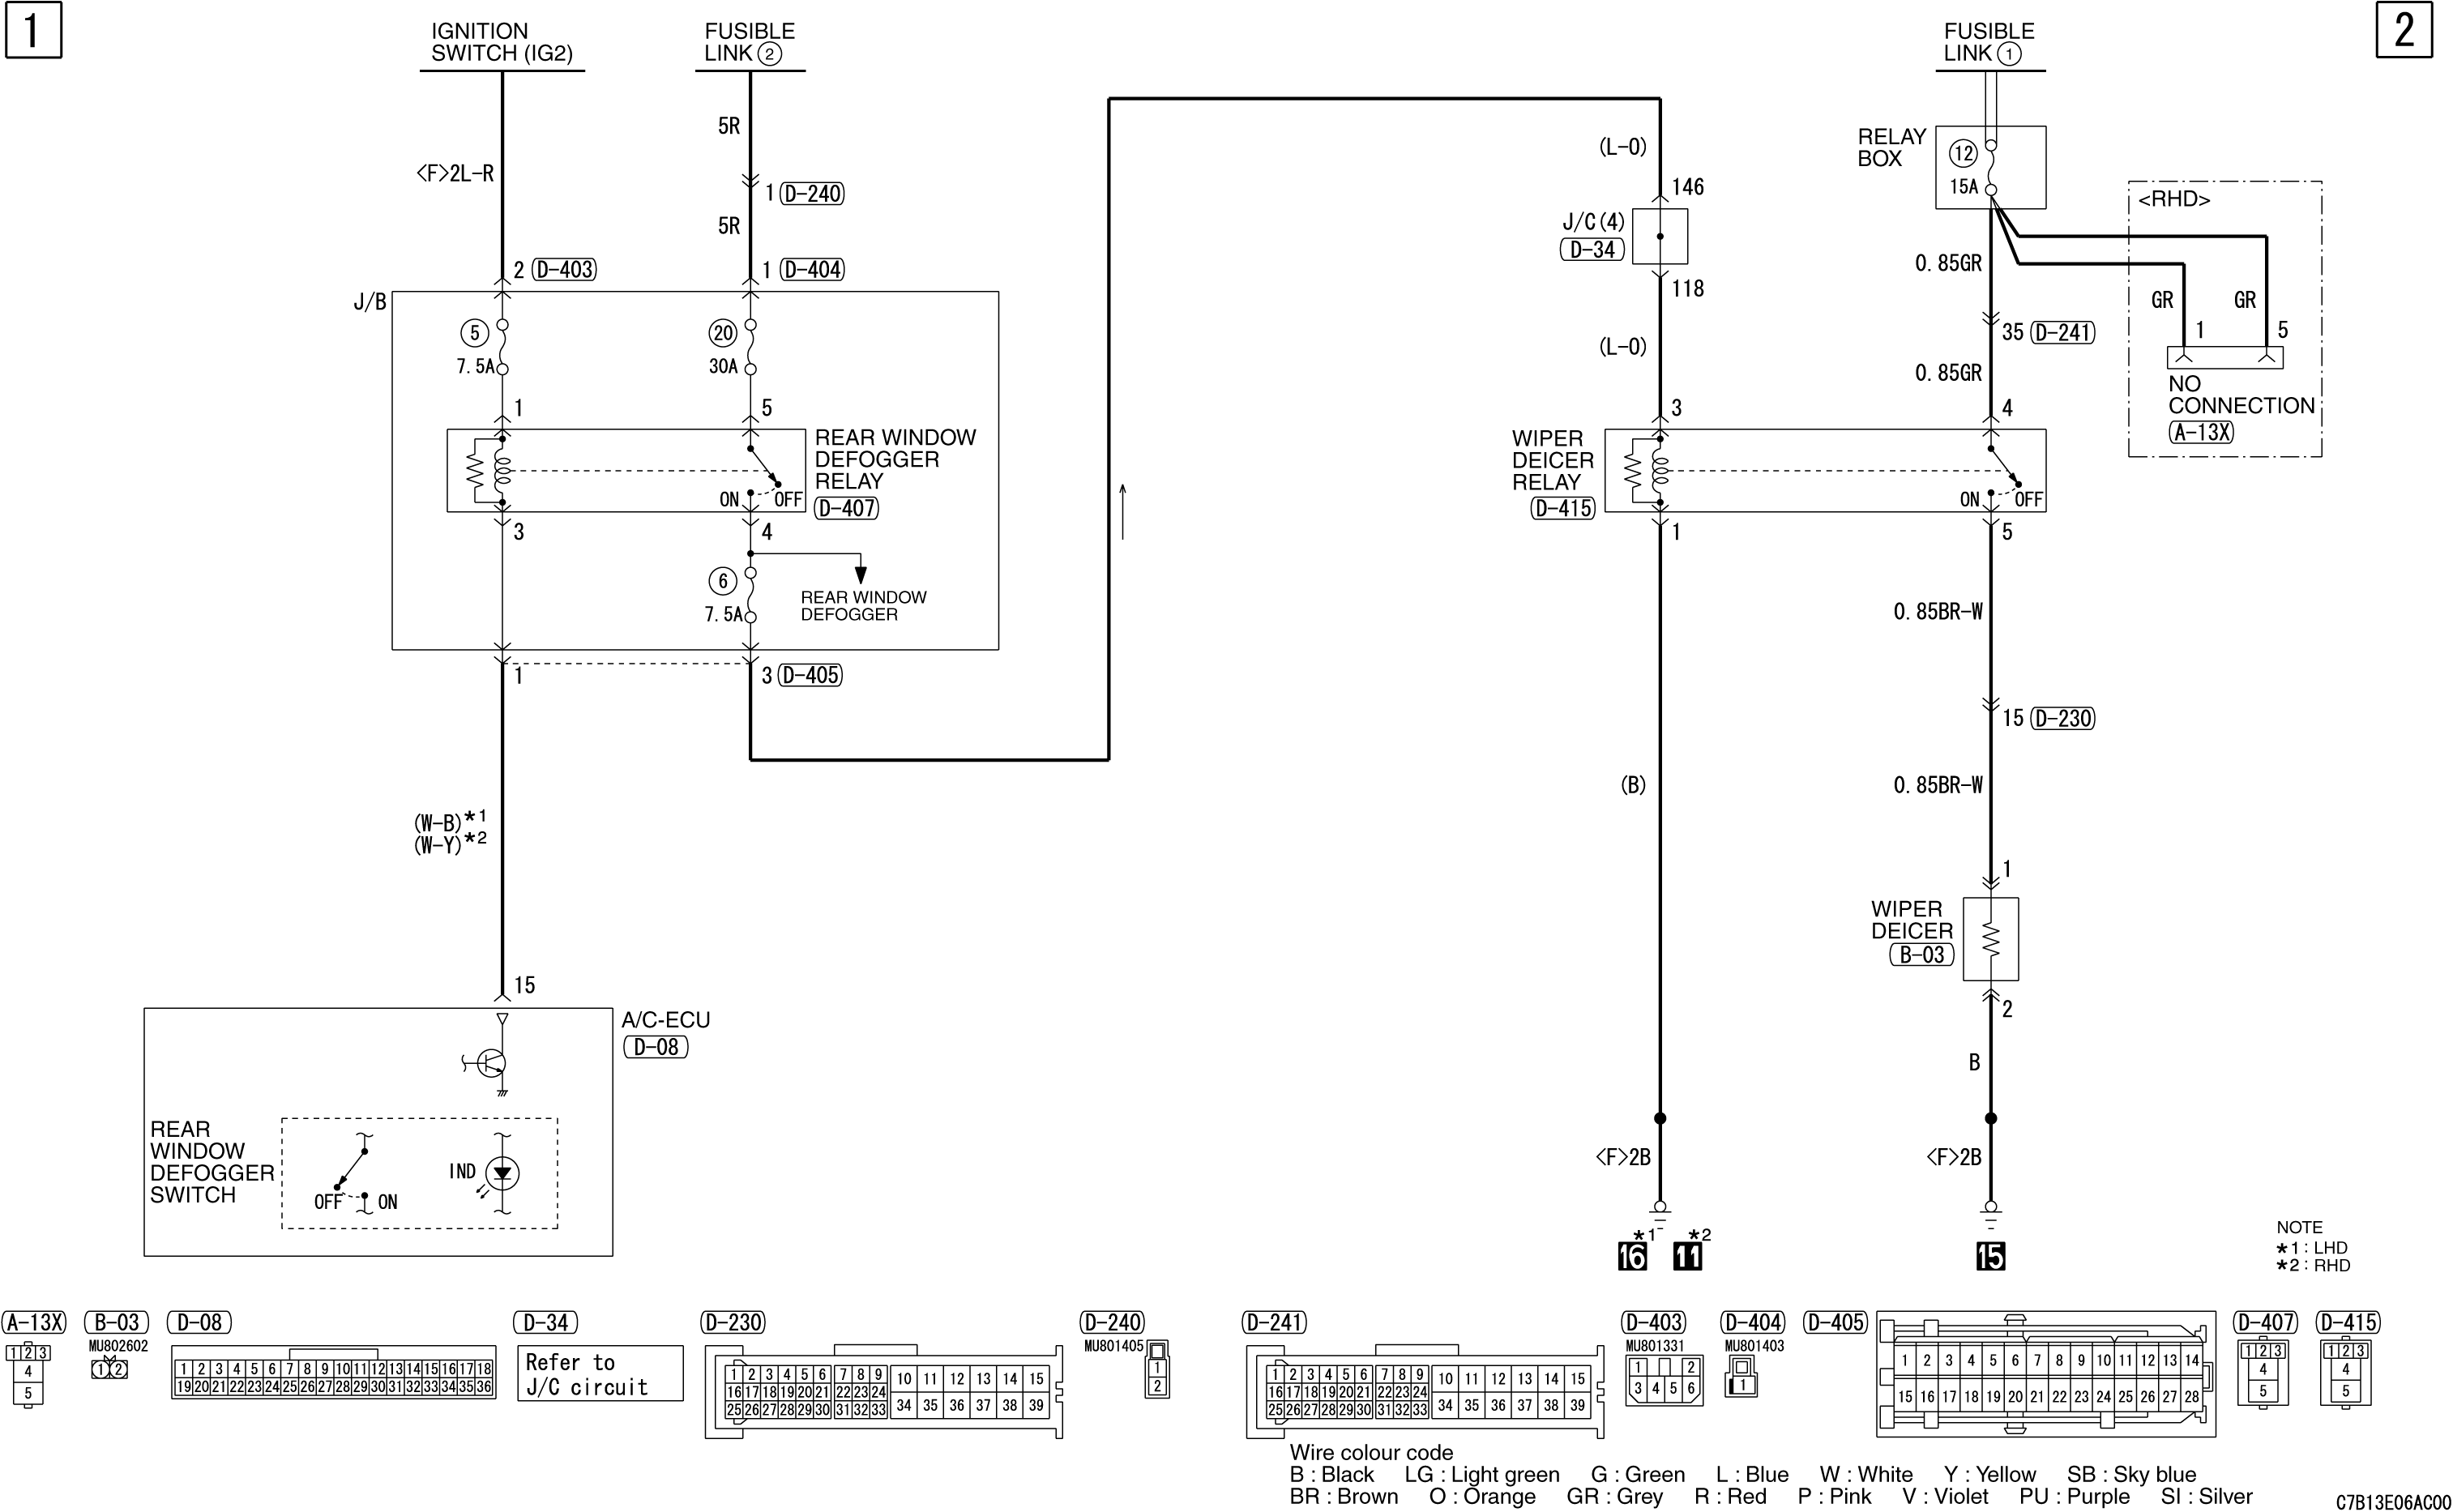 1
2
IGNITION
SWITCH (IG2)
FUSIBLE
LINK 2
FUSIBLE
LINK 1
<F>2L-R
5R
1 D-240
5R
2 D-403
1 D-404
J/B
5
7.5A
20
30A
1
5
REAR WINDOW
DEFOGGER
RELAY
D-407
ON
OFF
3
4
6
7.5A
REAR WINDOW
DEFOGGER
1
3 D-405
(W-B)*1
(W-Y)*2
15
A/C-ECU
D-08
REAR
WINDOW
DEFOGGER
SWITCH
OFF
ON
IND
(L-O)
146
J/C(4)
D-34
118
(L-O)
3
WIPER
DEICER
RELAY
D-415
1
(B)
<F>2B
*1
16
*2
11
RELAY
BOX
12
15A
<RHD>
0.85GR
GR
GR
1
5
35 D-241
0.85GR
NO
CONNECTION
A-13X
4
ON
OFF
5
0.85BR-W
15 D-230
0.85BR-W
1
WIPER
DEICER
B-03
2
B
<F>2B
15
NOTE
*1 : LHD
*2 : RHD
A-13X
1 2 3
4
5
B-03
MU802602
1 2
D-08
1 2 3 4 5 6 7 8 9 10 11 12 13 14 15 16 17 18
19 20 21 22 23 24 25 26 27 28 29 30 31 32 33 34 35 36
D-34
Refer to
J/C circuit
D-230
1 2 3 4 5 6 7 8 9 10 11 12 13 14 15
16 17 18 19 20 21 22 23 24
25 26 27 28 29 30 31 32 33 34 35 36 37 38 39
D-240
MU801405
1
2
D-241
1 2 3 4 5 6 7 8 9 10 11 12 13 14 15
16 17 18 19 20 21 22 23 24
25 26 27 28 29 30 31 32 33 34 35 36 37 38 39
D-403
MU801331
1 2
3 4 5 6
D-404
MU801403
1
D-405
1 2 3 4 5 6 7 8 9 10 11 12 13 14
15 16 17 18 19 20 21 22 23 24 25 26 27 28
D-407
1 2 3
4
5
D-415
1 2 3
4
5
Wire colour code
B : Black LG : Light green G : Green L : Blue W : White Y : Yellow SB : Sky blue
BR : Brown O : Orange GR : Grey R : Red P : Pink V : Violet PU : Purple SI : Silver
C7B13E06AC00